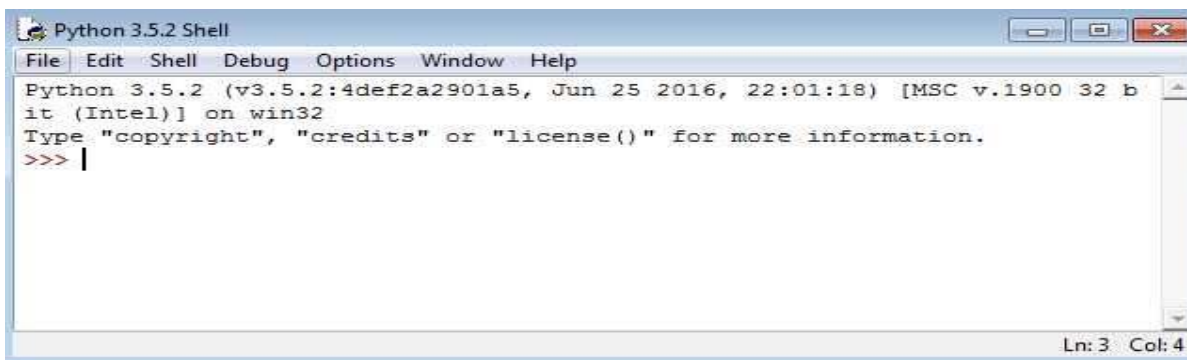 Python 3.5.2 Shell
File Edit Shell Debug Options Window Help
Python 3.5.2 (v3.5.2:4def2a2901a5, Jun 25 2016, 22:01:18) [MSC v.1900 32 b
it (Intel)] on win32
Type "copyright", "credits" or "license()" for more information.
>>>
Ln: 3 Col: 4